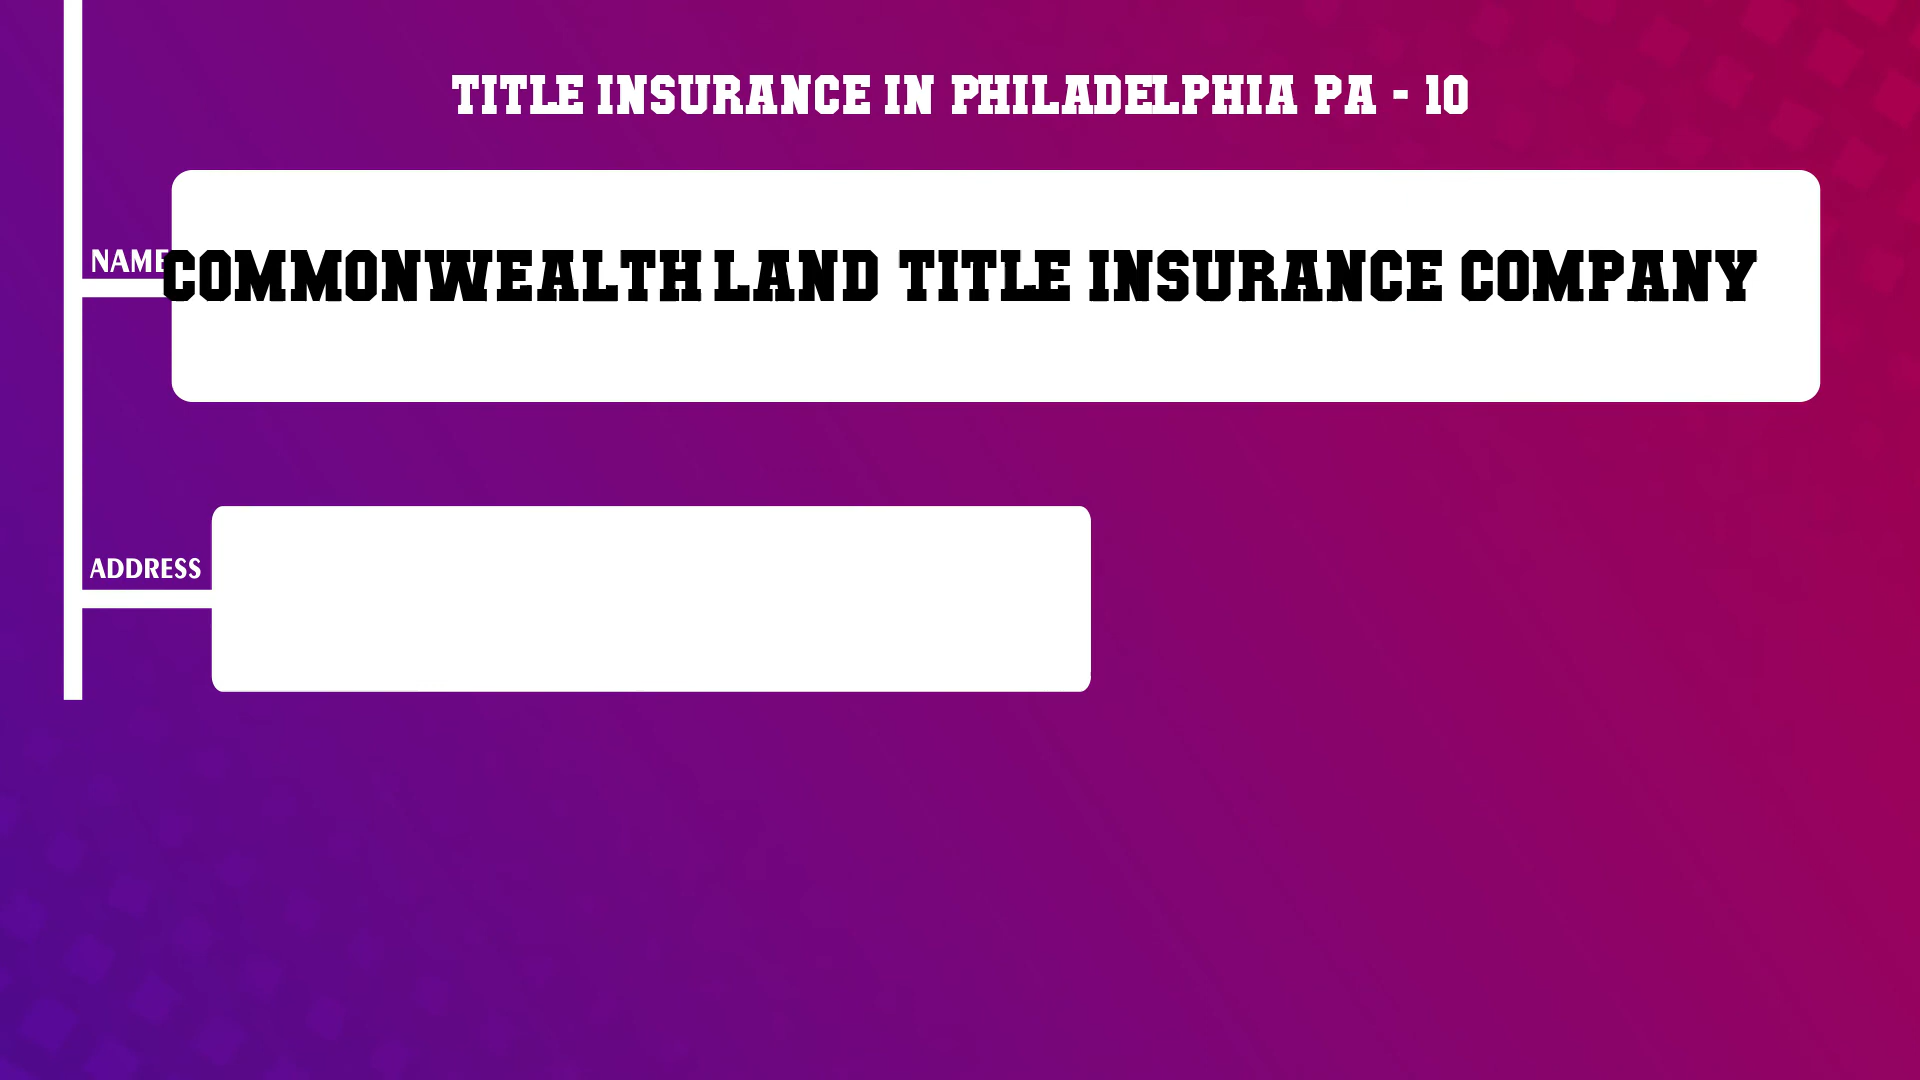 TITLE INSURANCE IN PHILADELPHIA PA - 10
NAME
COMMONWEALTH LAND TITLE INSURANCE COMPANY
ADDRESS